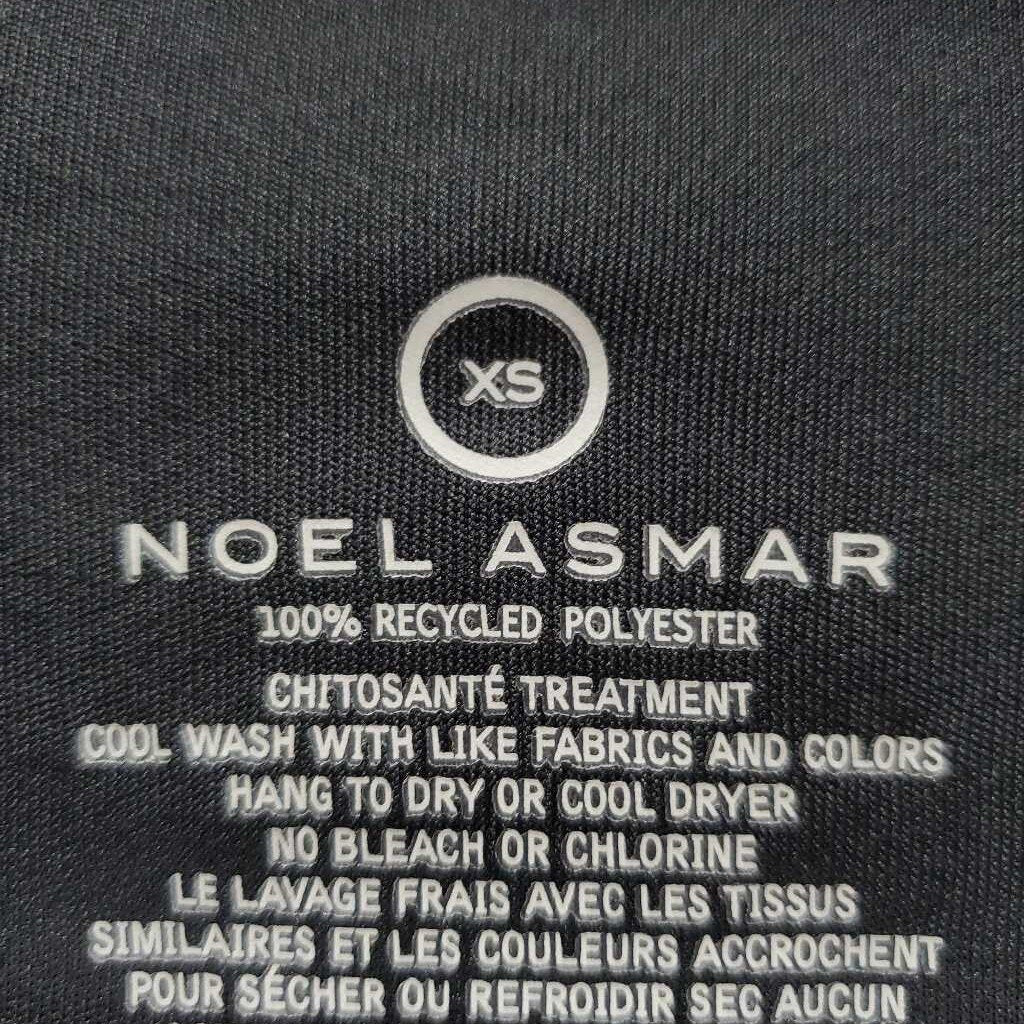 XS
NOEL ASMAR
100% RECYCLED POLYESTER
CHITOSANTÉ TREATMENT
COOL WASH WITH LIKE FABRICS AND COLORS
HANG TO DRY OR COOL DRYER
NO BLEACH OR CHLORINE
LE LAVAGE FRAIS AVEC LES TISSUS
SIMILAIRES ET LES COULEURS ACCROCHENT
POUR SÉCHER OU REFROIDIR SEC AUCUN